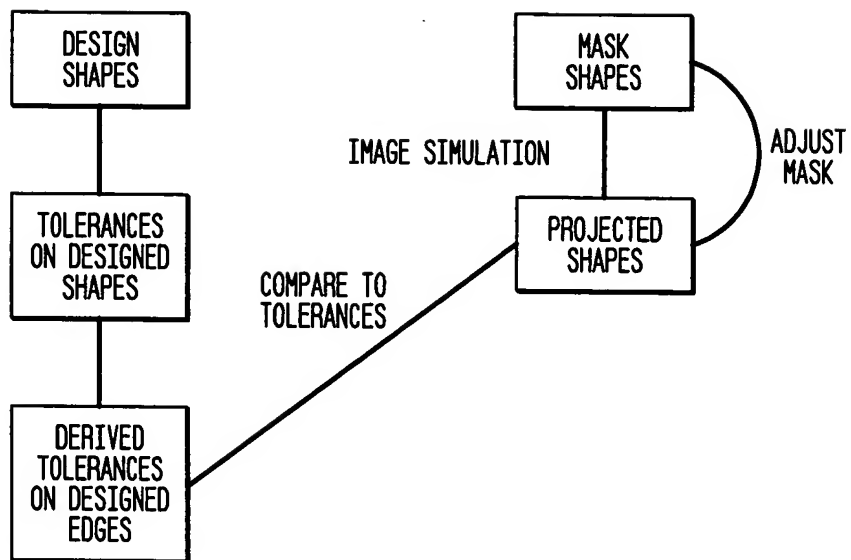 DESIGN
SHAPES
MASK
SHAPES
IMAGE SIMULATION
ADJUST
MASK
TOLERANCES
ON DESIGNED
SHAPES
PROJECTED
SHAPES
COMPARE TO
TOLERANCES
DERIVED
TOLERANCES
ON DESIGNED
EDGES